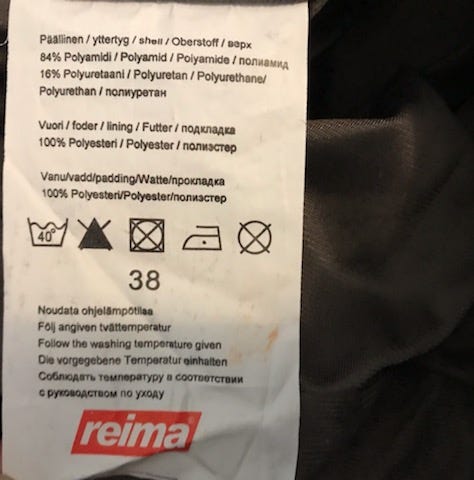 Päällinen / yttertyg / shell / Oberstoff / верх
84% Polyamidi / Polyamid / Polyamide / полиамид
16% Polyuretaani / Polyuretan / Polyurethane/
Polyurethan / полиуретан
Vuori / foder / lining / Futter / подкладка
100% Polyesteri / Polyester / полиэстер
Vanu/vadd/padding/Watte/прокладка
100% Polyesteri/Polyester/полиэстер
40°
38
Noudata ohjelämpötilaa
Följ angiven tvättemperatur
Follow the washing temperature given
Die vorgegebene Temperatur einhalten
Соблюдать температуру в соответствии
с руководством по уходу
reima